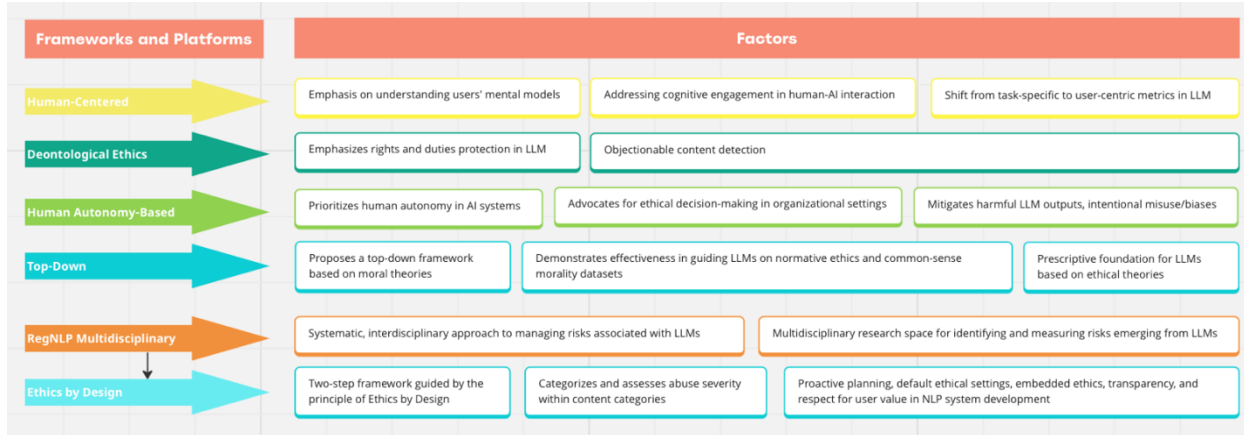 Frameworks and Platforms
Factors
Human-Centered
Emphasis on understanding users' mental models
Addressing cognitive engagement in human-AI interaction
Shift from task-specific to user-centric metrics in LLM
Deontological Ethics
Emphasizes rights and duties protection in LLM
Objectionable content detection
Human Autonomy-Based
Prioritizes human autonomy in AI systems
Advocates for ethical decision-making in organizational settings
Mitigates harmful LLM outputs, intentional misuse/biases
Top-Down
Proposes a top-down framework
based on moral theories
Demonstrates effectiveness in guiding LLMs on normative ethics and common-sense
morality datasets
Prescriptive foundation for LLMs
based on ethical theories
RegNLP Multidisciplinary
Systematic, interdisciplinary approach to managing risks associated with LLMs
Multidisciplinary research space for identifying and measuring risks emerging from LLMs
Ethics by Design
Two-step framework guided by the
principle of Ethics by Design
Categorizes and assesses abuse severity
within content categories
Proactive planning, default ethical settings, embedded ethics, transparency, and
respect for user value in NLP system development